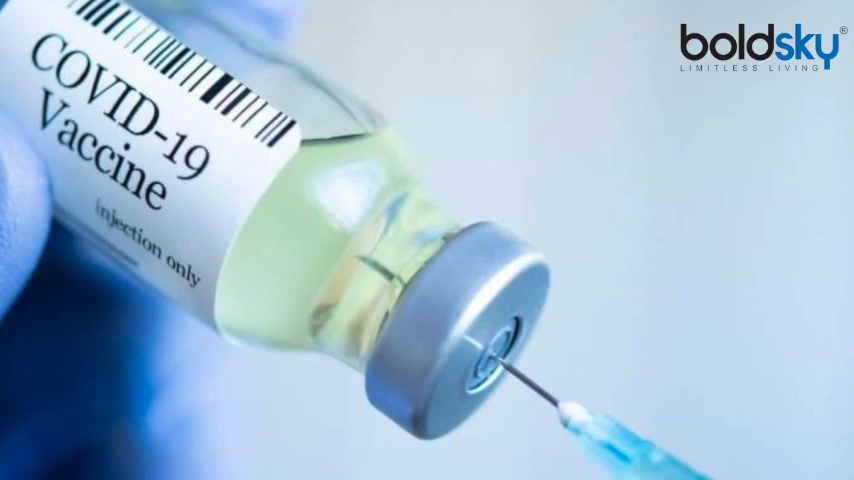 COVID-19
Vaccine
injection only
boldsky®
LIMITLESS LIVING